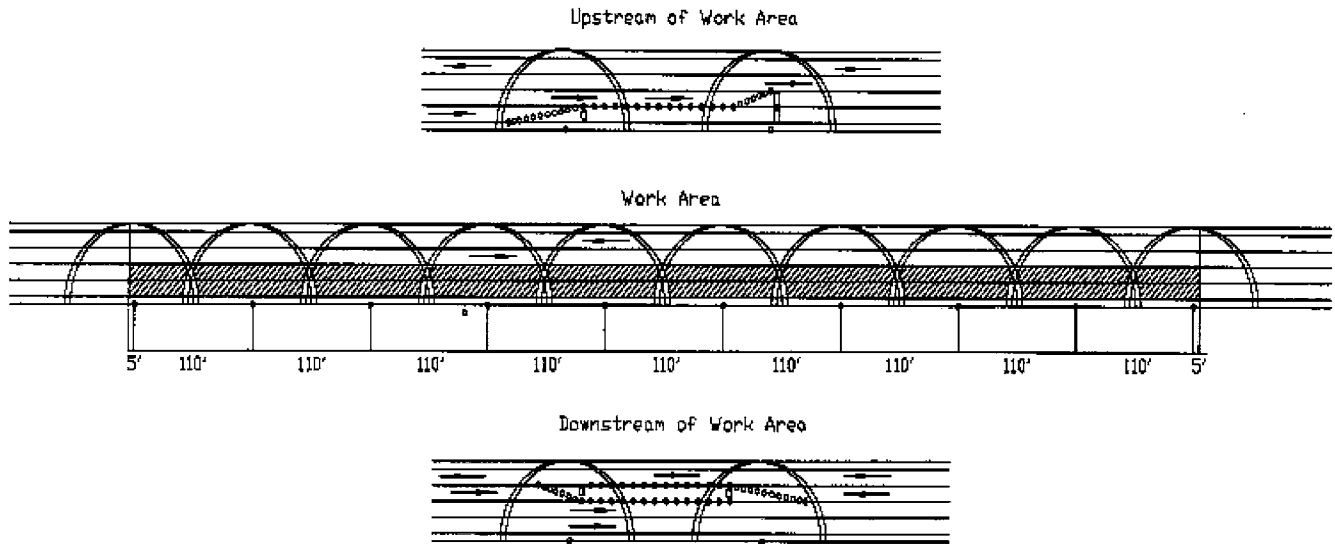 Upstream of Work Area
Work Area
5' 110' 110' 110' 110' 110' 110' 110' 110' 110' 5'
Downstream of Work Area